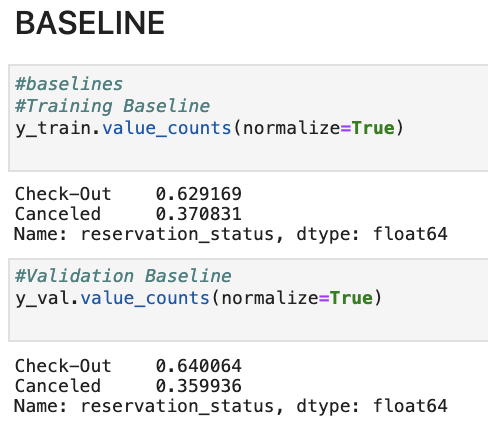 BASELINE
#baselines
#Training Baseline
y_train.value_counts(normalize=True)
Check-Out    0.629169
Canceled     0.370831
Name: reservation_status, dtype: float64
#Validation Baseline
y_val.value_counts(normalize=True)
Check-Out    0.640064
Canceled     0.359936
Name: reservation_status, dtype: float64